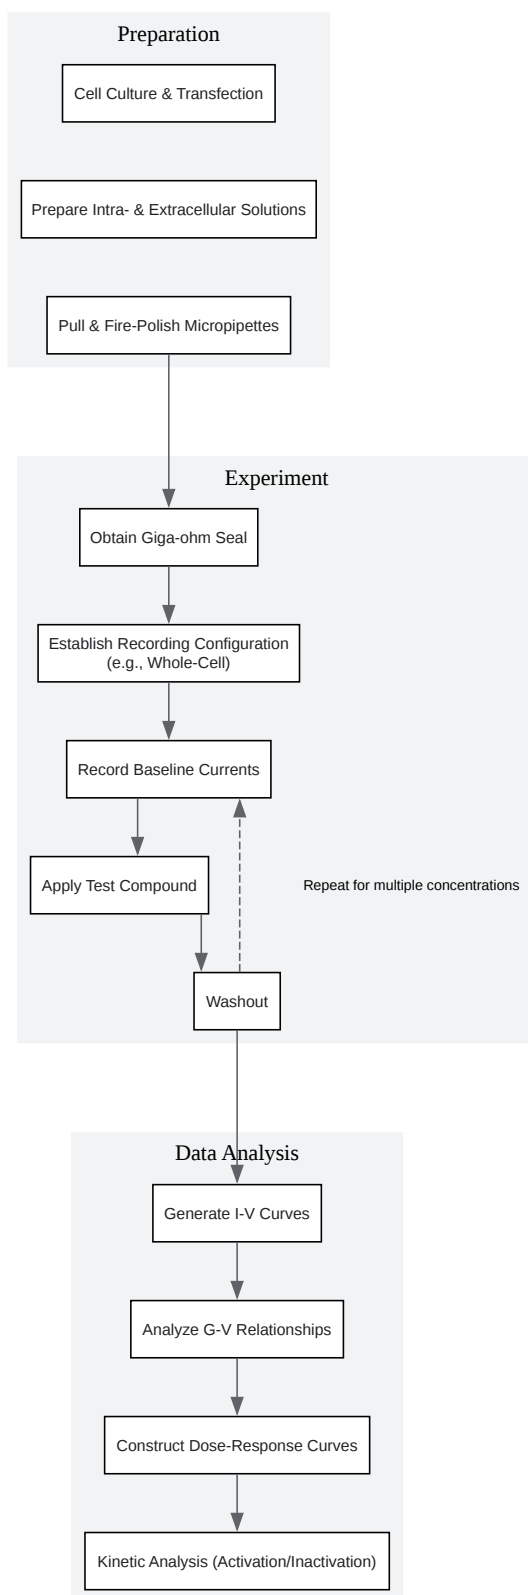 Preparation
Cell Culture & Transfection
Prepare Intra- & Extracellular Solutions
Pull & Fire-Polish Micropipettes
Experiment
Obtain Giga-ohm Seal
Establish Recording Configuration
(e.g., Whole-Cell)
Record Baseline Currents
Apply Test Compound
Repeat for multiple concentrations
Washout
Data Analysis
Generate I-V Curves
Analyze G-V Relationships
Construct Dose-Response Curves
Kinetic Analysis (Activation/Inactivation)